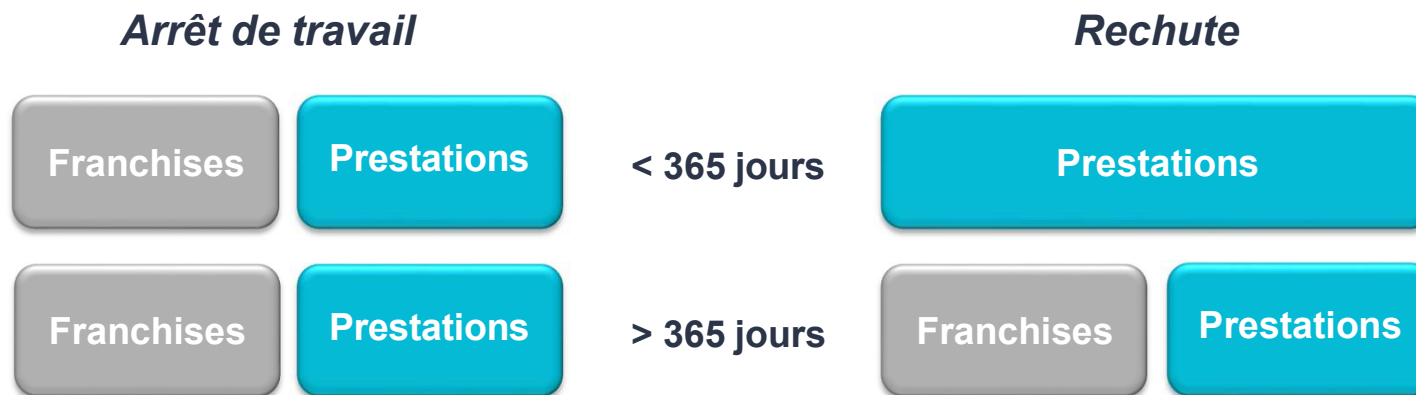 Arrêt de travail
Rechute
Franchises
Prestations
< 365 jours
Prestations
Franchises
Prestations
> 365 jours
Franchises
Prestations